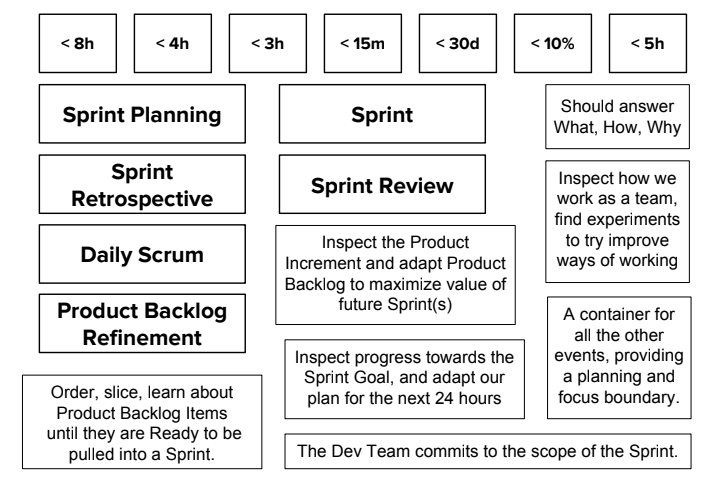 < 8h
< 4h
< 3h
< 15m
< 30d
< 10%
< 5h
Sprint Planning
Sprint
Retrospective
Daily Scrum
Product Backlog
Refinement
Order, slice, learn about
Product Backlog Items
until they are Ready to be
pulled into a Sprint.
Sprint
Sprint Review
Inspect the Product
Increment and adapt Product
Backlog to maximize value of
future Sprint(s)
Inspect progress towards the
Sprint Goal, and adapt our
plan for the next 24 hours
Should answer
What, How, Why
Inspect how we
work as a team,
find experiments
to try improve
ways of working
A container for
all the other
events, providing
a planning and
focus boundary.
The Dev Team commits to the scope of the Sprint.